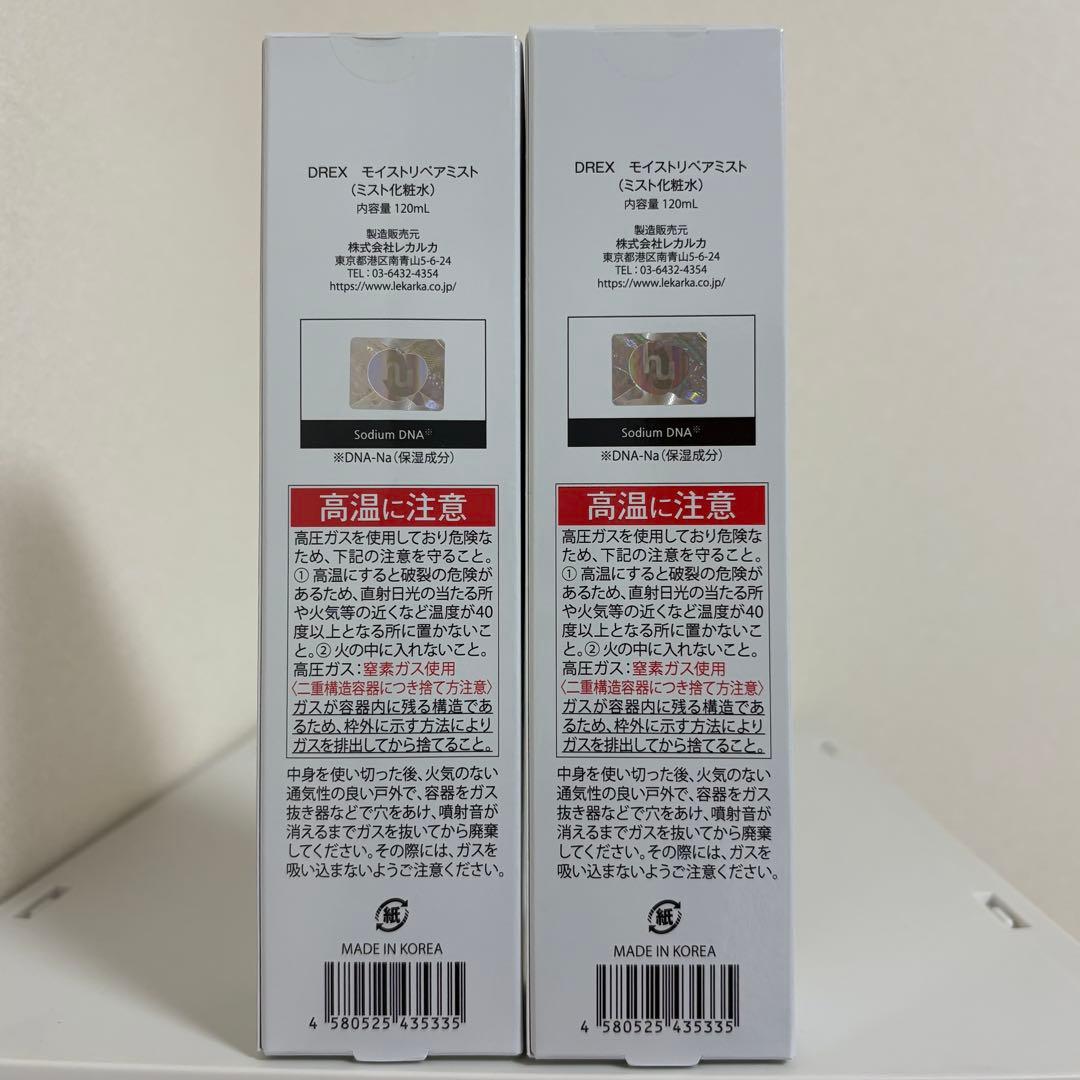 DREX モイストリペアミスト
(ミスト化粧水)
内容量 120mL
製造販売元
株式会社レカルカ
東京都港区南青山5-6-24
TEL:03-6432-4354
https://www.lekarka.co.jp/
Sodium DNA※
※DNA-Na(保湿成分)
高温に注意
高圧ガスを使用しており危険な
ため、下記の注意を守ること。
① 高温にすると破裂の危険が
あるため、直射日光の当たる所
や火気等の近くなど温度が40
度以上となる所に置かないこ
と。② 火の中に入れないこと。
高圧ガス:窒素ガス使用
〈二重構造容器につき捨て方注意〉
ガスが容器内に残る構造であ
るため、枠外に示す方法により
ガスを排出してから捨てること。
中身を使い切った後、火気のない
通気性の良い戸外で、容器をガス
抜き器などで穴をあけ、噴射音が
消えるまでガスを抜いてから廃棄
してください。その際には、ガスを
吸い込まないようご注意ください。
紙
MADE IN KOREA
4 580525 435335
DREX モイストリペアミスト
(ミスト化粧水)
内容量 120mL
製造販売元
株式会社レカルカ
東京都港区南青山5-6-24
TEL:03-6432-4354
https://www.lekarka.co.jp/
Sodium DNA※
※DNA-Na(保湿成分)
高温に注意
高圧ガスを使用しており危険な
ため、下記の注意を守ること。
① 高温にすると破裂の危険が
あるため、直射日光の当たる所
や火気等の近くなど温度が40
度以上となる所に置かないこ
と。② 火の中に入れないこと。
高圧ガス:窒素ガス使用
〈二重構造容器につき捨て方注意〉
ガスが容器内に残る構造であ
るため、枠外に示す方法により
ガスを排出してから捨てること。
中身を使い切った後、火気のない
通気性の良い戸外で、容器をガス
抜き器などで穴をあけ、噴射音が
消えるまでガスを抜いてから廃棄
してください。その際には、ガスを
吸い込まないようご注意ください。
紙
MADE IN KOREA
4 580525 435335